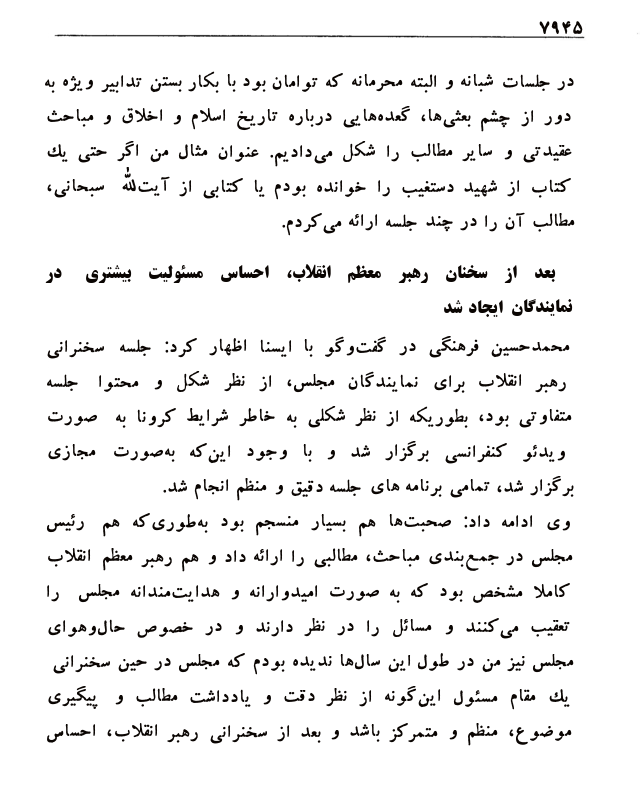 ۷۹۴۵
در جلسات شبانه و البته محرمانه که توامان بود با بکار بستن تدابیر ویژه به
دور از چشم بعثی‌ها، گعده‌هایی درباره تاریخ اسلام و اخلاق و مباحث
عقیدتی و سایر مطالب را شکل می‌دادیم. عنوان مثال من اگر حتی یك
کتاب از شهید دستغیب را خوانده بودم یا کتابی از آیت‌الله سبحانی،
مطالب آن را در چند جلسه ارائه می‌کردم.
بعد از سخنان رهبر معظم انقلاب، احساس مسئولیت بیشتری در
نمایندگان ایجاد شد
محمدحسین فرهنگی در گفت‌وگو با ایسنا اظهار کرد: جلسه سخنرانی
رهبر انقلاب برای نمایندگان مجلس، از نظر شکل و محتوا جلسه
متفاوتی بود، بطوریکه از نظر شکلی به خاطر شرایط کرونا به صورت
ویدئو کنفرانسی برگزار شد و با وجود این‌که به‌صورت مجازی
برگزار شد، تمامی برنامه های جلسه دقیق و منظم انجام شد.
وی ادامه داد: صحبت‌ها هم بسیار منسجم بود به‌طوری‌که هم رئیس
مجلس در جمع‌بندی مباحث، مطالبی را ارائه داد و هم رهبر معظم انقلاب
کاملا مشخص بود که به صورت امیدوارانه و هدایت‌مندانه مجلس را
تعقیب می‌کنند و مسائل را در نظر دارند و در خصوص حال‌وهوای
مجلس نیز من در طول این سال‌ها ندیده بودم که مجلس در حین سخنرانی
یك مقام مسئول این‌گونه از نظر دقت و یادداشت مطالب و پیگیری
موضوع، منظم و متمرکز باشد و بعد از سخنرانی رهبر انقلاب، احساس